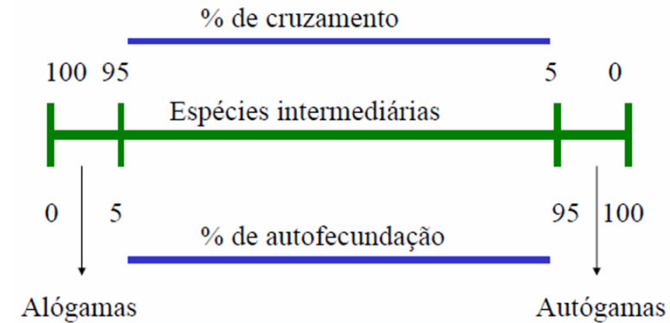 % de cruzamento
100 95 5 0
Espécies intermediárias
0 5 95 100
% de autofecundação
Alógamas Autógamas